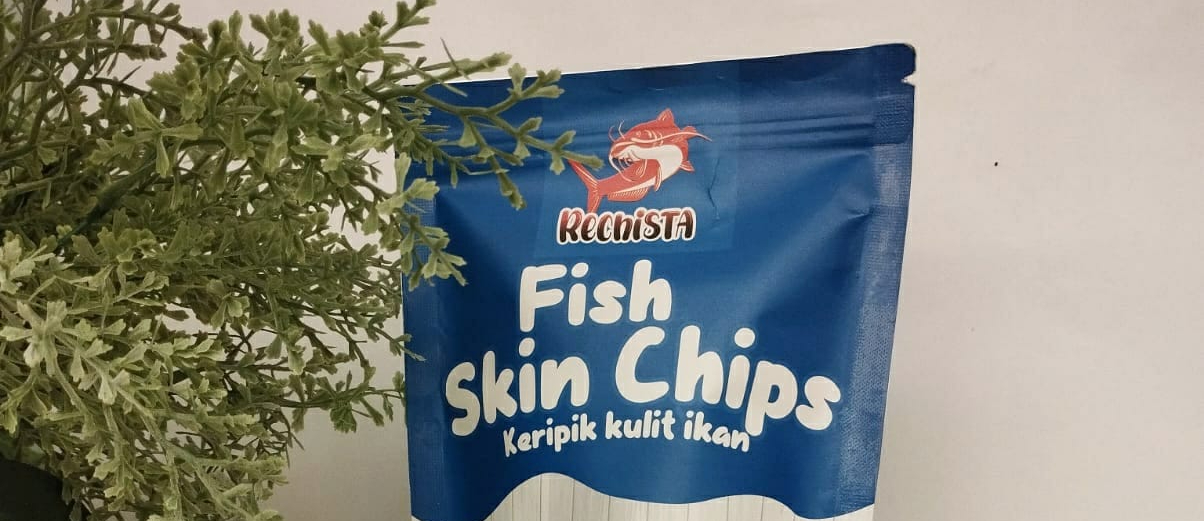 RechiSTA
Fish
Skin Chips
Keripik kulit ikan